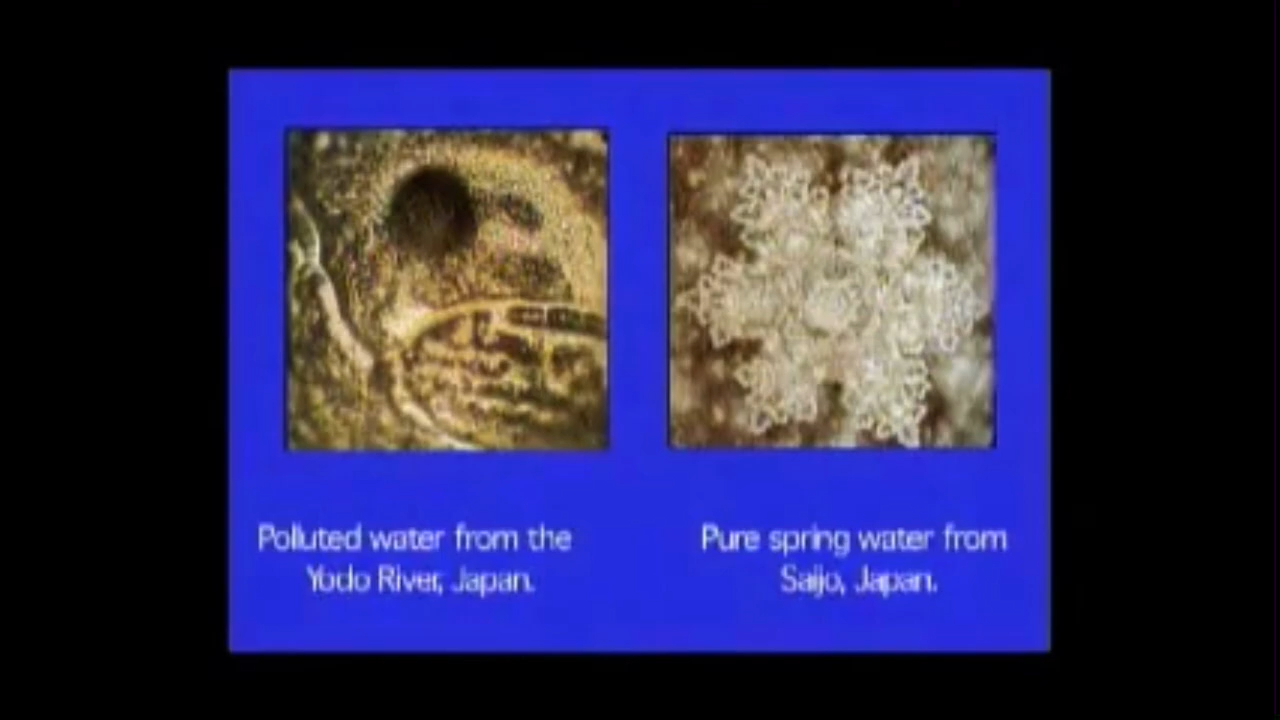 Polluted water from the
Yodo River, Japan.
Pure spring water from
Saijo, Japan.